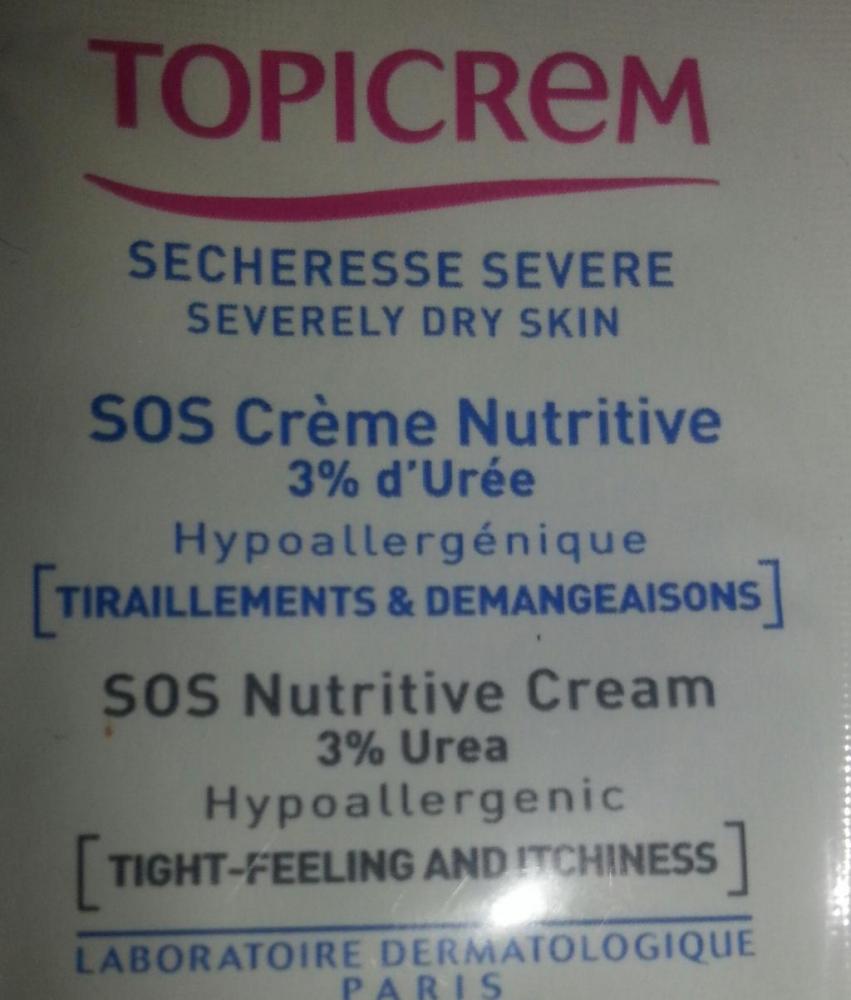 TOPICReM
SECHERESSE SEVERE
SEVERELY DRY SKIN
SOS Crème Nutritive
3% d'Urée
Hypoallergénique
[TIRAILLEMENTS & DEMANGEAISONS]
SOS Nutritive Cream
3% Urea
Hypoallergenic
[TIGHT-FEELING AND ITCHINESS]
LABORATOIRE DERMATOLOGIQUE
PARIS